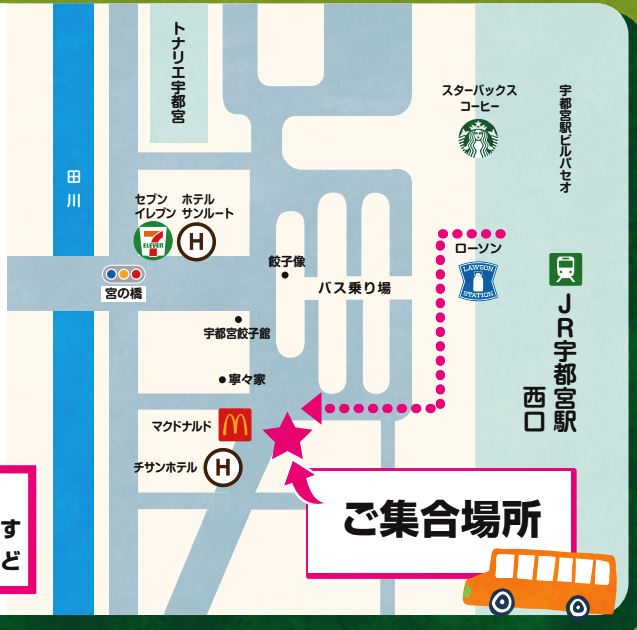 トナリエ宇都宮
スターバックス
コーヒー
宇都宮駅ビルパセオ
田川
セブン
イレブン
ホテル
サンルート
7
ELEVEN
H
ローソン
LAWSON
STATION
餃子像
バス乗り場
宮の橋
宇都宮餃子館
寧々家
JR宇都宮駅
西口
マクドナルド
M
チサンホテル
H
ご集合場所
す
ど